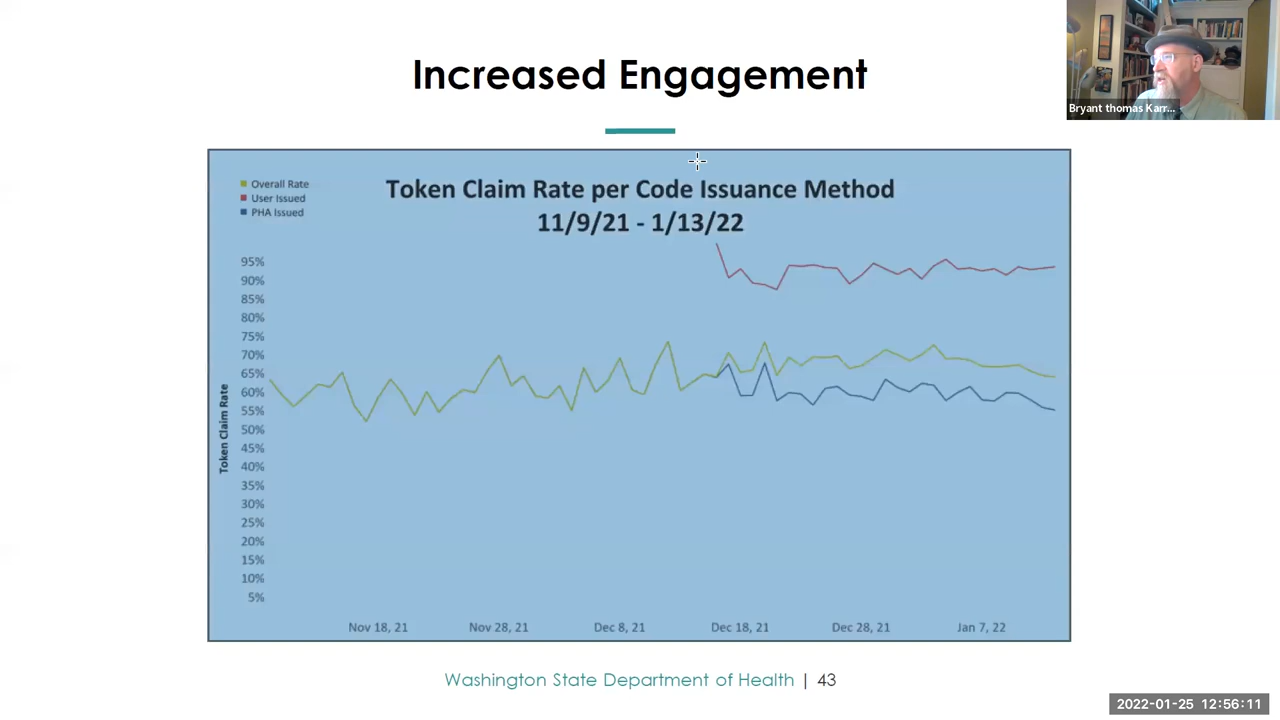 Increased Engagement
Bryant thomas Karr...
Overall Rate
User Issued
PHA Issued
Token Claim Rate per Code Issuance Method
11/9/21 - 1/13/22
Token Claim Rate
95%
90%
85%
80%
75%
70%
65%
60%
55%
50%
45%
40%
35%
30%
25%
20%
15%
10%
5%
Nov 18, 21 Nov 28, 21 Dec 8, 21 Dec 18, 21 Dec 28, 21 Jan 7, 22
Washington State Department of Health | 43
2022-01-25 12:56:11